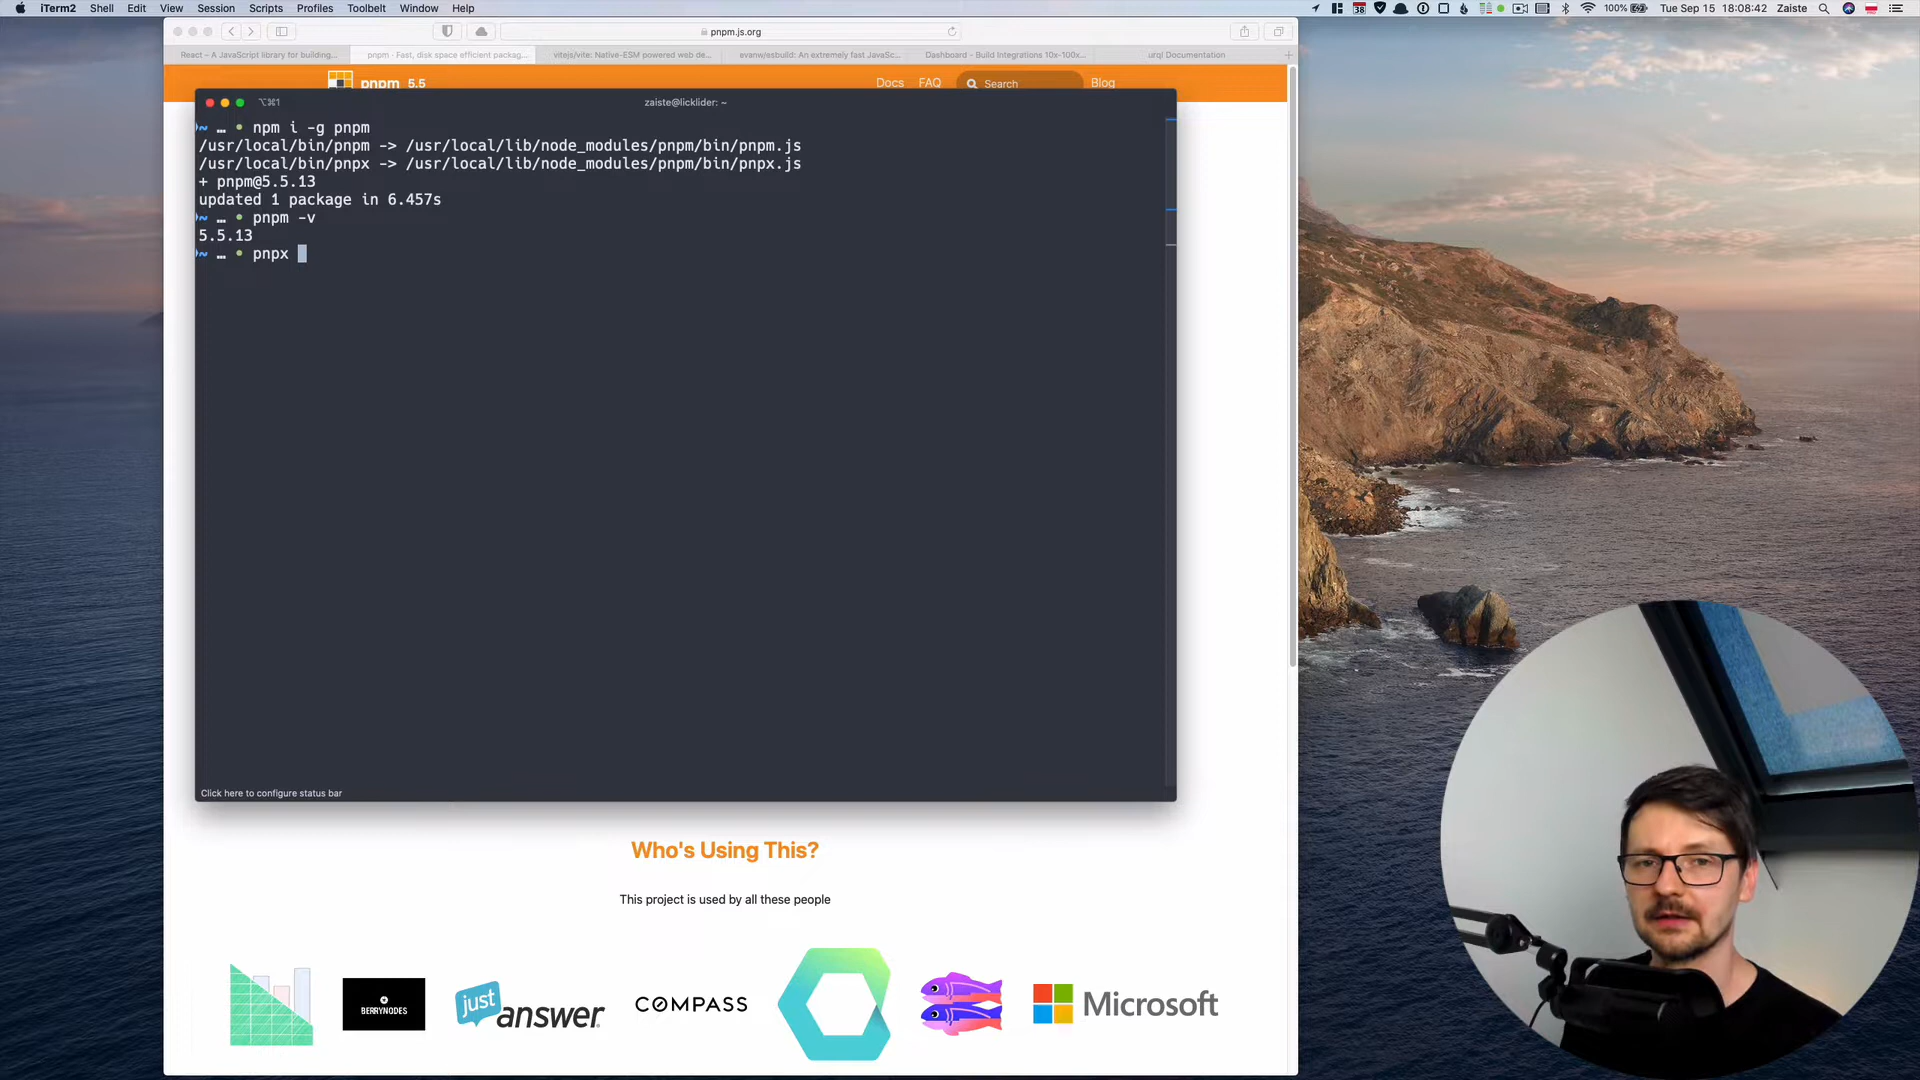 iTerm2 Shell Edit View Session Scripts Profiles Toolbelt Window Help
38 100% Tue Sep 15 18:08:42 Zaiste
pnpm.js.org
React – A JavaScript library for building...
pnpm · Fast, disk space efficient packag...
vitejs/vite: Native-ESM powered web de...
evanw/esbuild: An extremely fast JavaSc...
Dashboard – Build Integrations 10x-100x...
urql Documentation
pnpm 5.5 Docs FAQ Search Blog
⌥⌘1 zaiste@licklider: ~
~ … • npm i -g pnpm
/usr/local/bin/pnpm -> /usr/local/lib/node_modules/pnpm/bin/pnpm.js
/usr/local/bin/pnpx -> /usr/local/lib/node_modules/pnpm/bin/pnpx.js
+ pnpm@5.5.13
updated 1 package in 6.457s
~ … • pnpm -v
5.5.13
~ … • pnpx
Click here to configure status bar
Who's Using This?
This project is used by all these people
BERRYNODES
just answer
COMPASS
Microsoft